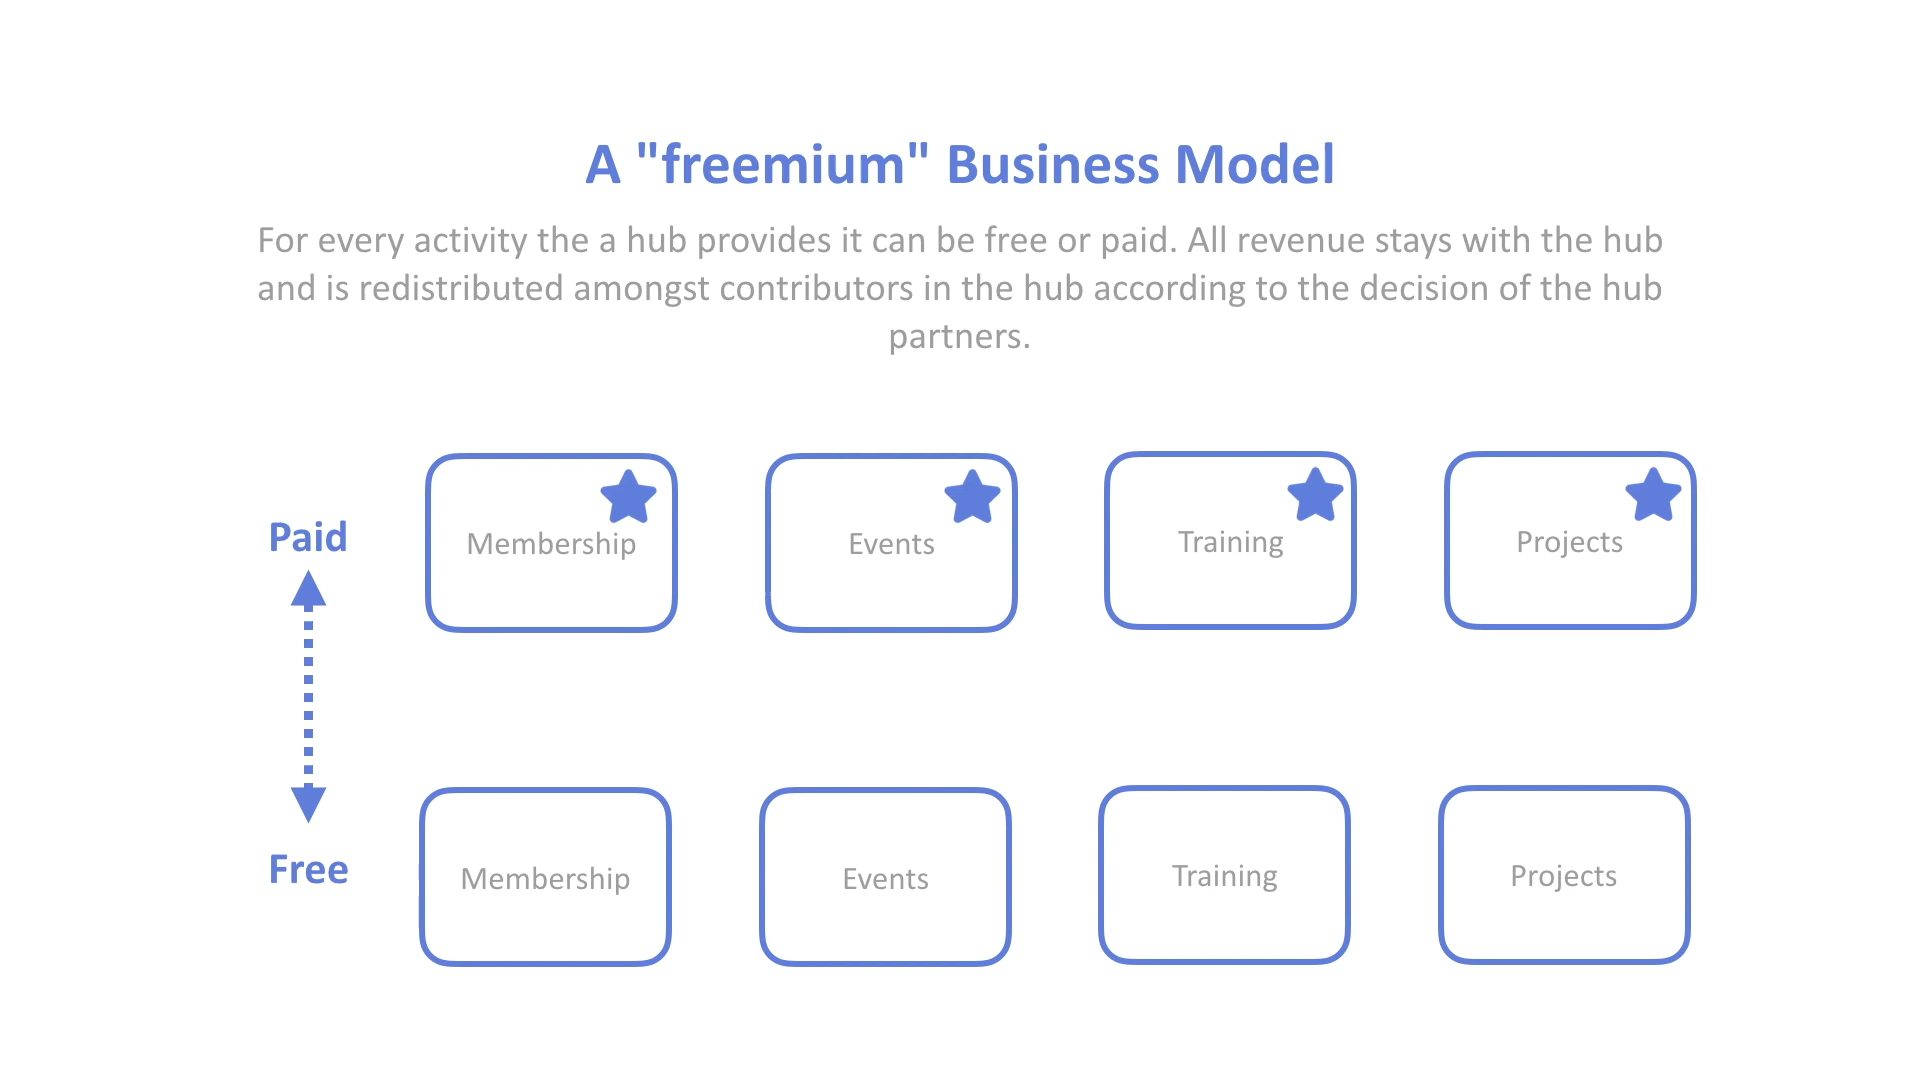 A "freemium" Business Model
For every activity the a hub provides it can be free or paid. All revenue stays with the hub
and is redistributed amongst contributors in the hub according to the decision of the hub
partners.
Paid
Membership
Events
Training
Projects
Free
Membership
Events
Training
Projects